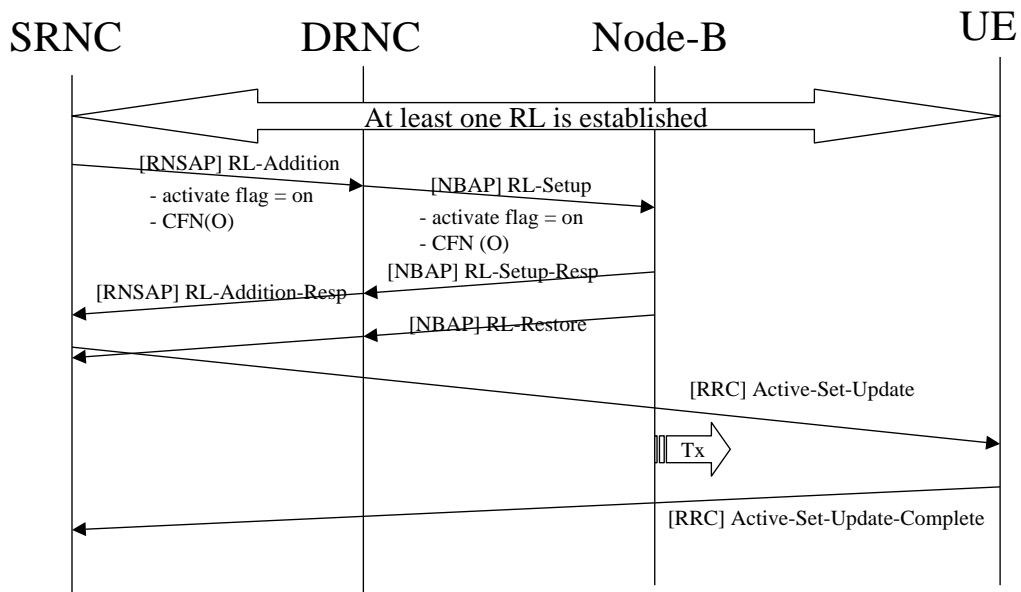 SRNC
DRNC
Node-B
UE
At least one RL is established
[RNSAP] RL-Addition
- activate flag = on
- CFN(O)
[NBAP] RL-Setup
- activate flag = on
- CFN (O)
[NBAP] RL-Setup-Resp
[RNSAP] RL-Addition-Resp
[NBAP] RL-Restore
[RRC] Active-Set-Update
Tx
[RRC] Active-Set-Update-Complete